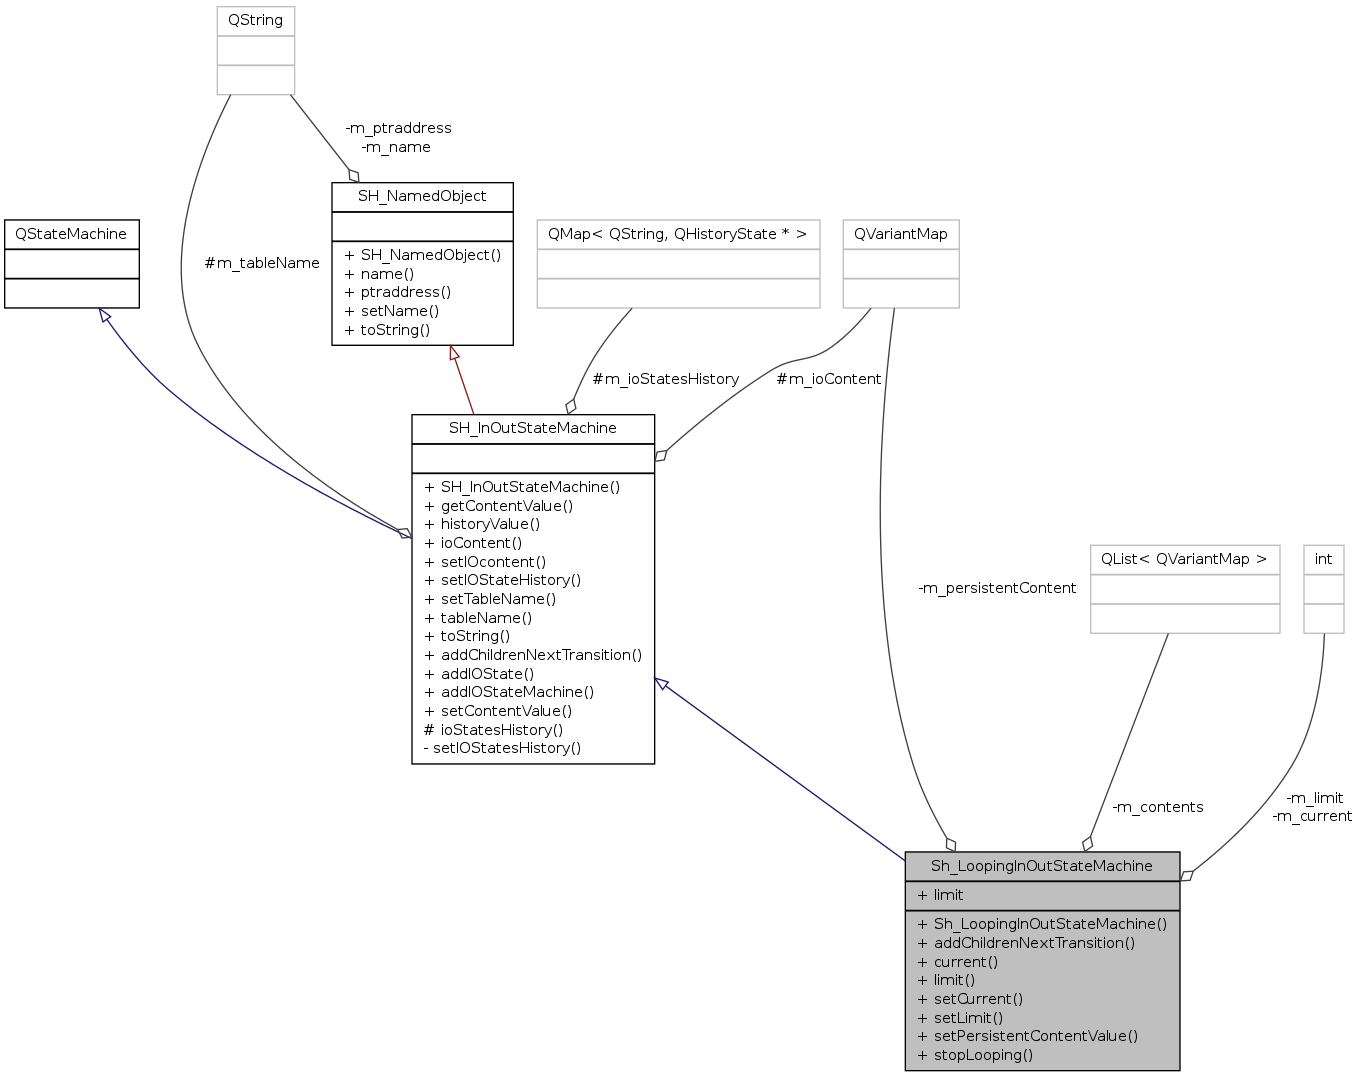 QString
-m_ptraddress
-m_name
SH_NamedObject
+ SH_NamedObject()
+ name()
+ ptraddress()
+ setName()
+ toString()
QStateMachine
#m_tableName
QMap< QString, QHistoryState * >
QVariantMap
#m_ioStatesHistory
#m_ioContent
SH_InOutStateMachine
+ SH_InOutStateMachine()
+ getContentValue()
+ historyValue()
+ ioContent()
+ setIOcontent()
+ setIOStateHistory()
+ setTableName()
+ tableName()
+ toString()
+ addChildrenNextTransition()
+ addIOState()
+ addIOStateMachine()
+ setContentValue()
# ioStatesHistory()
- setIOStatesHistory()
-m_persistentContent
QList< QVariantMap >
int
-m_contents
-m_limit
-m_current
Sh_LoopingInOutStateMachine
+ limit
+ Sh_LoopingInOutStateMachine()
+ addChildrenNextTransition()
+ current()
+ limit()
+ setCurrent()
+ setLimit()
+ setPersistentContentValue()
+ stopLooping()